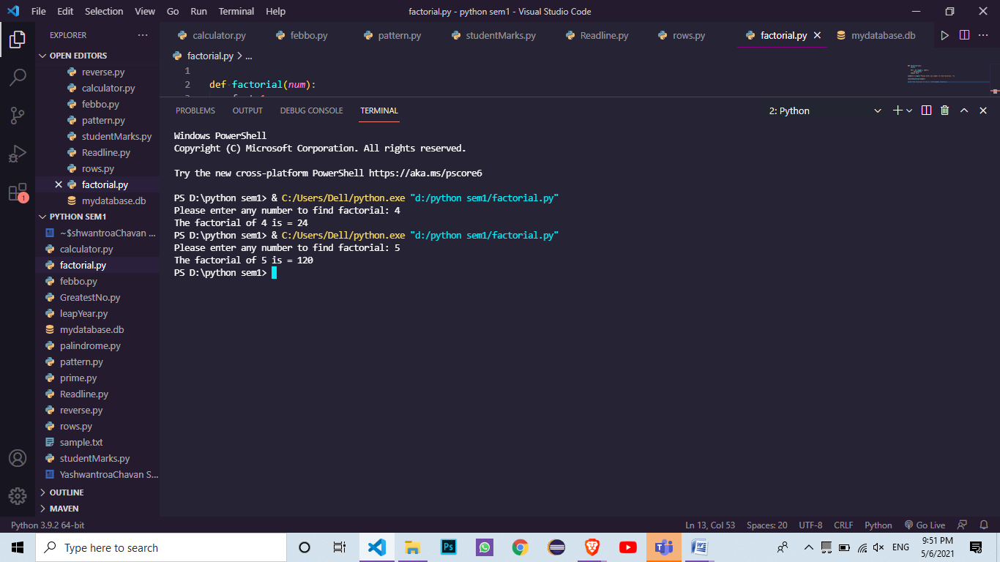 File Edit Selection View Go Run Terminal Help factorial.py - python sem1 - Visual Studio Code
EXPLORER ...
calculator.py febbo.py pattern.py studentMarks.py Readline.py rows.py factorial.py mydatabase.db
OPEN EDITORS
reverse.py
calculator.py
febbo.py
pattern.py
studentMarks.py
Readline.py
rows.py
factorial.py
mydatabase.db
PYTHON SEM1
~$shwantroaChavan ...
calculator.py
factorial.py
febbo.py
GreatestNo.py
leapYear.py
mydatabase.db
palindrome.py
pattern.py
prime.py
Readline.py
reverse.py
rows.py
sample.txt
studentMarks.py
YashwantroaChavan S...
OUTLINE
MAVEN
factorial.py > ...
1
2 def factorial(num):
PROBLEMS OUTPUT DEBUG CONSOLE TERMINAL 2: Python
Windows PowerShell
Copyright (C) Microsoft Corporation. All rights reserved.
Try the new cross-platform PowerShell https://aka.ms/pscore6
PS D:\python sem1> & C:/Users/Dell/python.exe "d:/python sem1/factorial.py"
Please enter any number to find factorial: 4
The factorial of 4 is = 24
PS D:\python sem1> & C:/Users/Dell/python.exe "d:/python sem1/factorial.py"
Please enter any number to find factorial: 5
The factorial of 5 is = 120
PS D:\python sem1>
1
Python 3.9.2 64-bit Ln 13, Col 53 Spaces: 20 UTF-8 CRLF Python Go Live
Type here to search
Ps
ENG
9:51 PM
5/6/2021